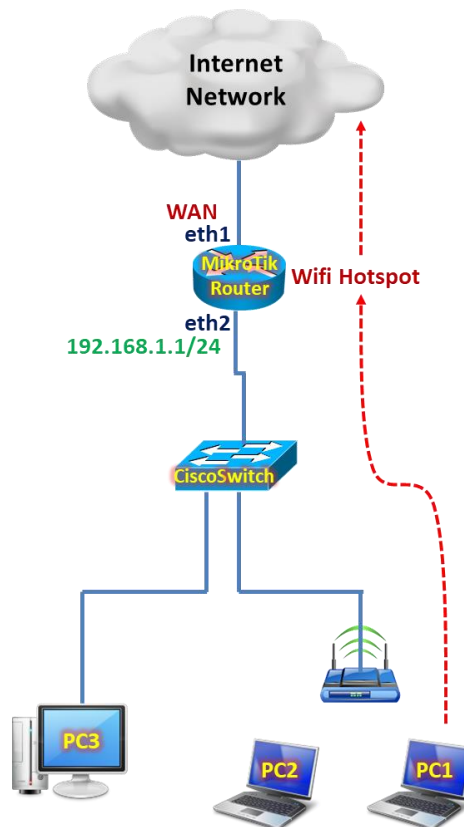 Internet
Network
WAN
eth1
MikroTik
Router
Wifi Hotspot
eth2
192.168.1.1/24
CiscoSwitch
PC3
PC2
PC1